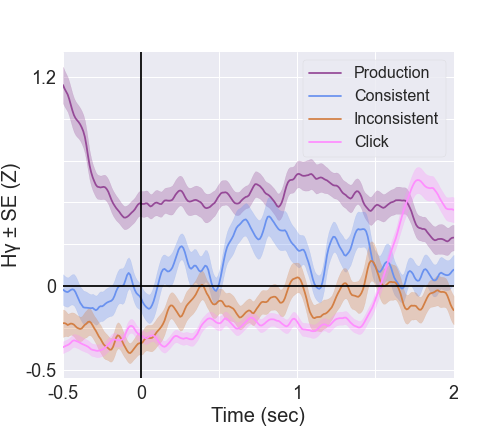 Production
Consistent
Inconsistent
Click
1.2
0
-0.5
Hγ ± SE (Z)
-0.5 0 1 2
Time (sec)